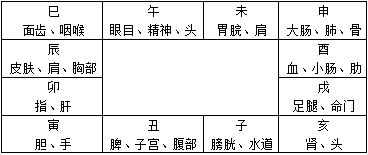 巳 午 未 申
面齿、咽喉 眼目、精神、头 胃脘、肩 大肠、肺、骨
辰 酉
皮肤、肩、胸部 血、小肠、肋
卯 戌
指、肝 足腿、命门
寅 丑 子 亥
胆、手 脾、子宫、腹部 膀胱、水道 肾、头